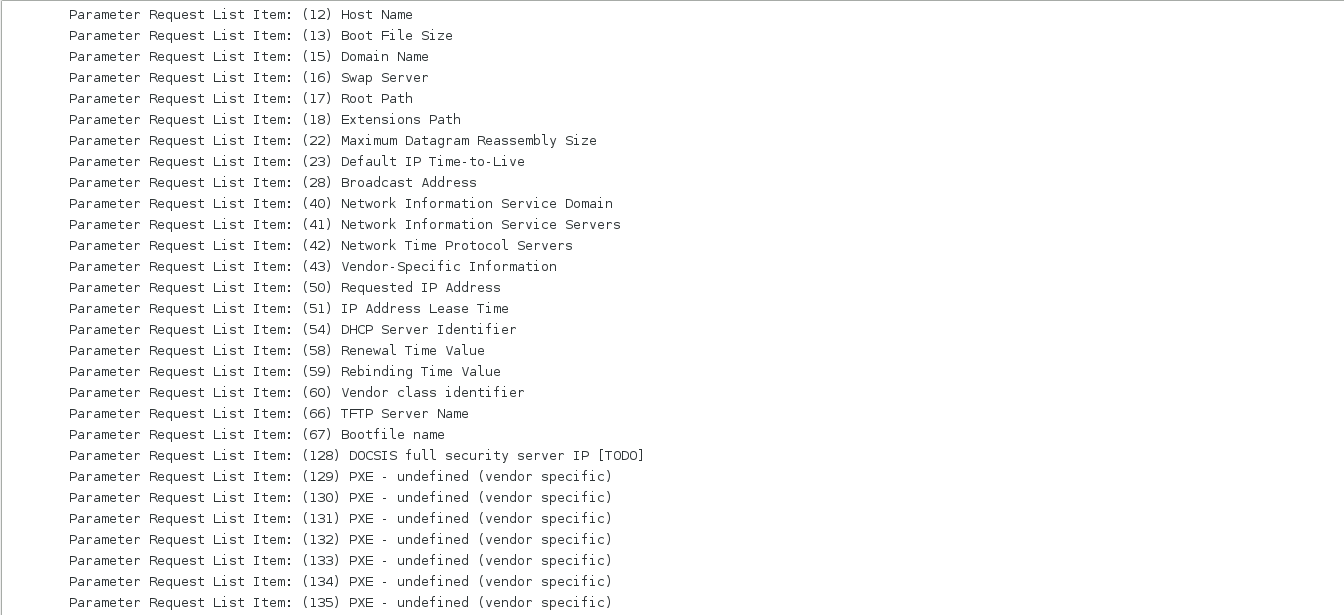 Parameter Request List Item: (12) Host Name
Parameter Request List Item: (13) Boot File Size
Parameter Request List Item: (15) Domain Name
Parameter Request List Item: (16) Swap Server
Parameter Request List Item: (17) Root Path
Parameter Request List Item: (18) Extensions Path
Parameter Request List Item: (22) Maximum Datagram Reassembly Size
Parameter Request List Item: (23) Default IP Time-to-Live
Parameter Request List Item: (28) Broadcast Address
Parameter Request List Item: (40) Network Information Service Domain
Parameter Request List Item: (41) Network Information Service Servers
Parameter Request List Item: (42) Network Time Protocol Servers
Parameter Request List Item: (43) Vendor-Specific Information
Parameter Request List Item: (50) Requested IP Address
Parameter Request List Item: (51) IP Address Lease Time
Parameter Request List Item: (54) DHCP Server Identifier
Parameter Request List Item: (58) Renewal Time Value
Parameter Request List Item: (59) Rebinding Time Value
Parameter Request List Item: (60) Vendor class identifier
Parameter Request List Item: (66) TFTP Server Name
Parameter Request List Item: (67) Bootfile name
Parameter Request List Item: (128) DOCSIS full security server IP [TODO]
Parameter Request List Item: (129) PXE - undefined (vendor specific)
Parameter Request List Item: (130) PXE - undefined (vendor specific)
Parameter Request List Item: (131) PXE - undefined (vendor specific)
Parameter Request List Item: (132) PXE - undefined (vendor specific)
Parameter Request List Item: (133) PXE - undefined (vendor specific)
Parameter Request List Item: (134) PXE - undefined (vendor specific)
Parameter Request List Item: (135) PXE - undefined (vendor specific)